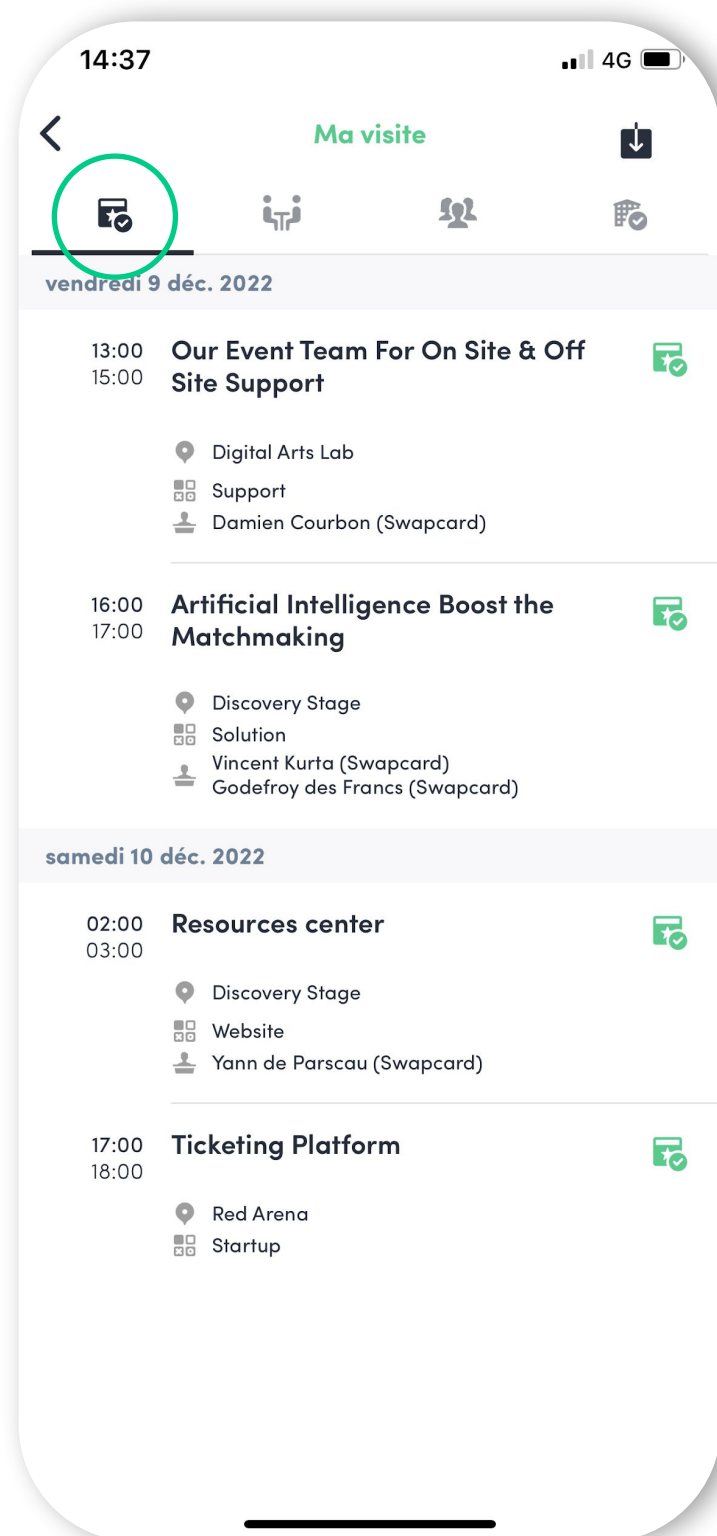 14:37
4G
Ma visite
vendredi 9 déc. 2022
13:00
15:00
Our Event Team For On Site & Off
Site Support
Digital Arts Lab
Support
Damien Courbon (Swapcard)
16:00
17:00
Artificial Intelligence Boost the
Matchmaking
Discovery Stage
Solution
Vincent Kurta (Swapcard)
Godefroy des Francs (Swapcard)
samedi 10 déc. 2022
02:00
03:00
Resources center
Discovery Stage
Website
Yann de Parscau (Swapcard)
17:00
18:00
Ticketing Platform
Red Arena
Startup